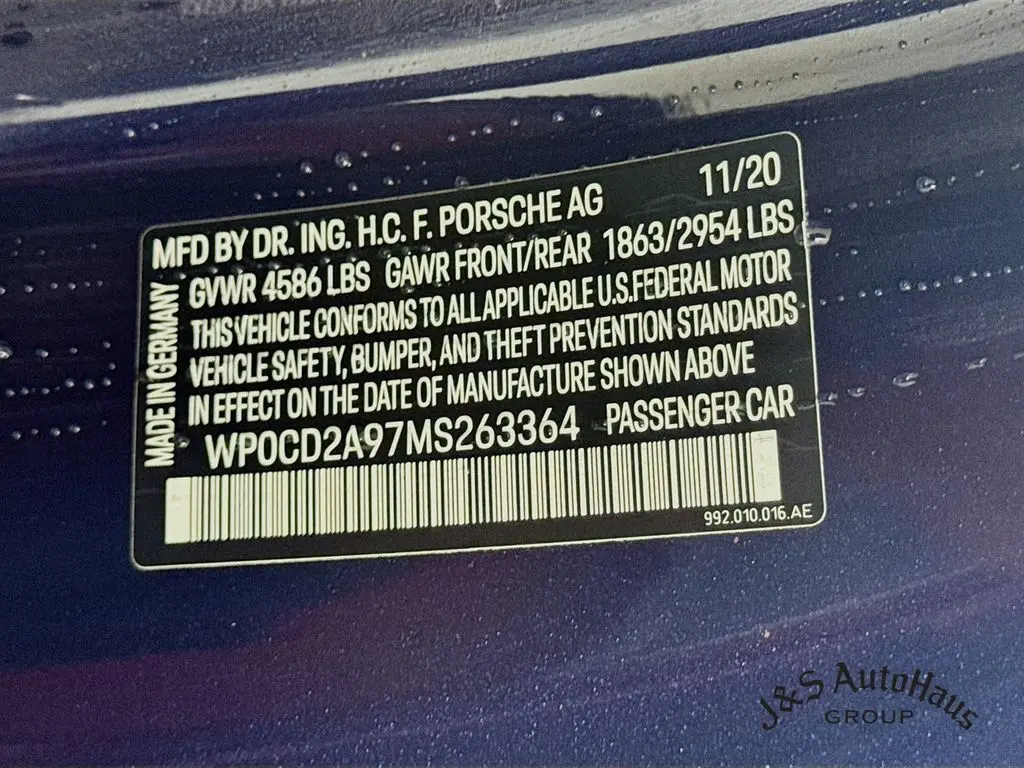 MFD BY DR. ING. H.C. F. PORSCHE AG 11/20
GVWR 4586 LBS GAWR FRONT/REAR 1863/2954 LBS
THIS VEHICLE CONFORMS TO ALL APPLICABLE U.S.FEDERAL MOTOR
VEHICLE SAFETY, BUMPER, AND THEFT PREVENTION STANDARDS
IN EFFECT ON THE DATE OF MANUFACTURE SHOWN ABOVE
WP0CD2A97MS263364 PASSENGER CAR
992.010.016.AE
MADE IN GERMANY
J&S AutoHaus
GROUP